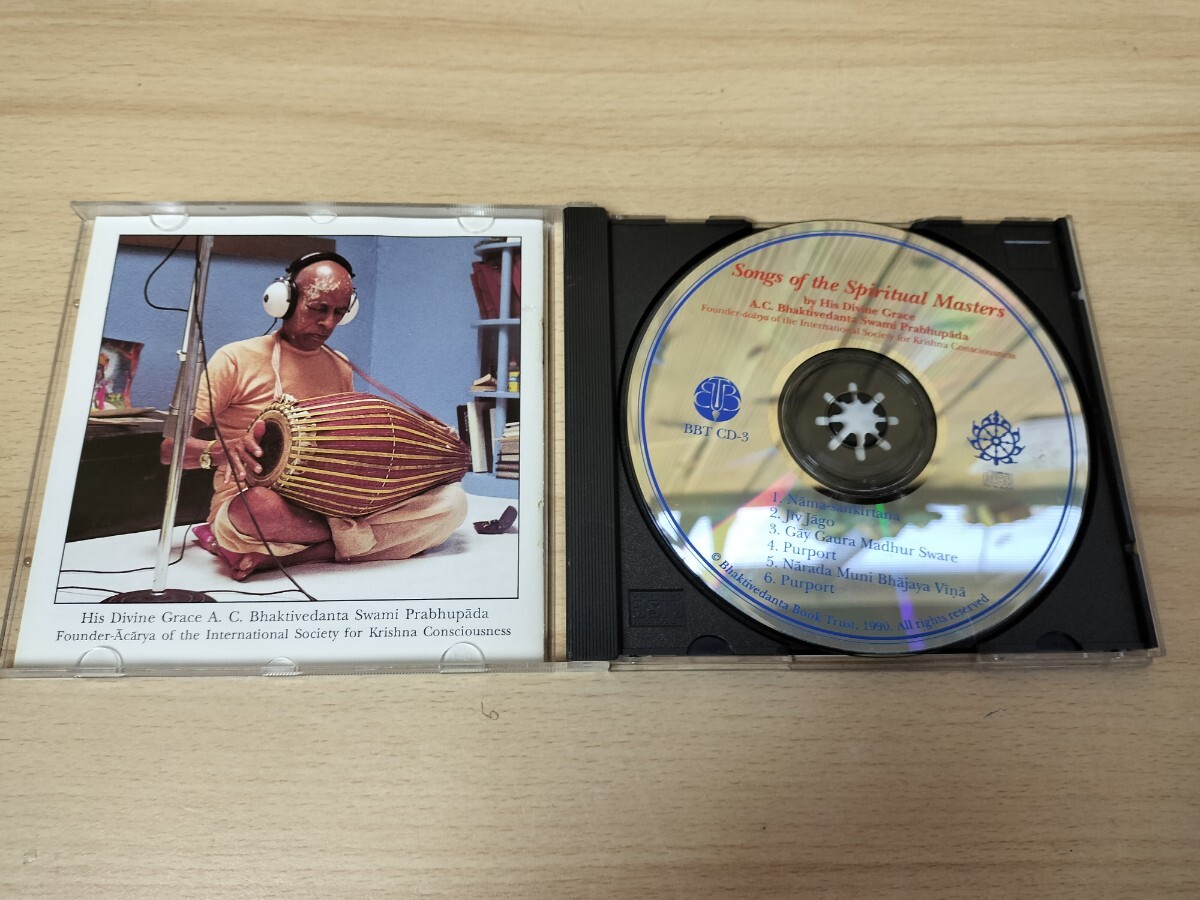 His Divine Grace A. C. Bhaktivedanta Swami Prabhupāda
Founder-Ācārya of the International Society for Krishna Consciousness
Songs of the Spiritual Masters
by His Divine Grace
A.C. Bhaktivedanta Swami Prabhupāda
Founder-ācārya of the International Society for Krishna Consciousness
BBT CD-3
1. Nāma-saṅkīrtana
2. Jīv Jāgo
3. Gāy Gaura Madhur Sware
4. Purport
5. Nārada Muni Bhājaya Vīṇā
6. Purport
© Bhaktivedanta Book Trust, 1990. All rights reserved